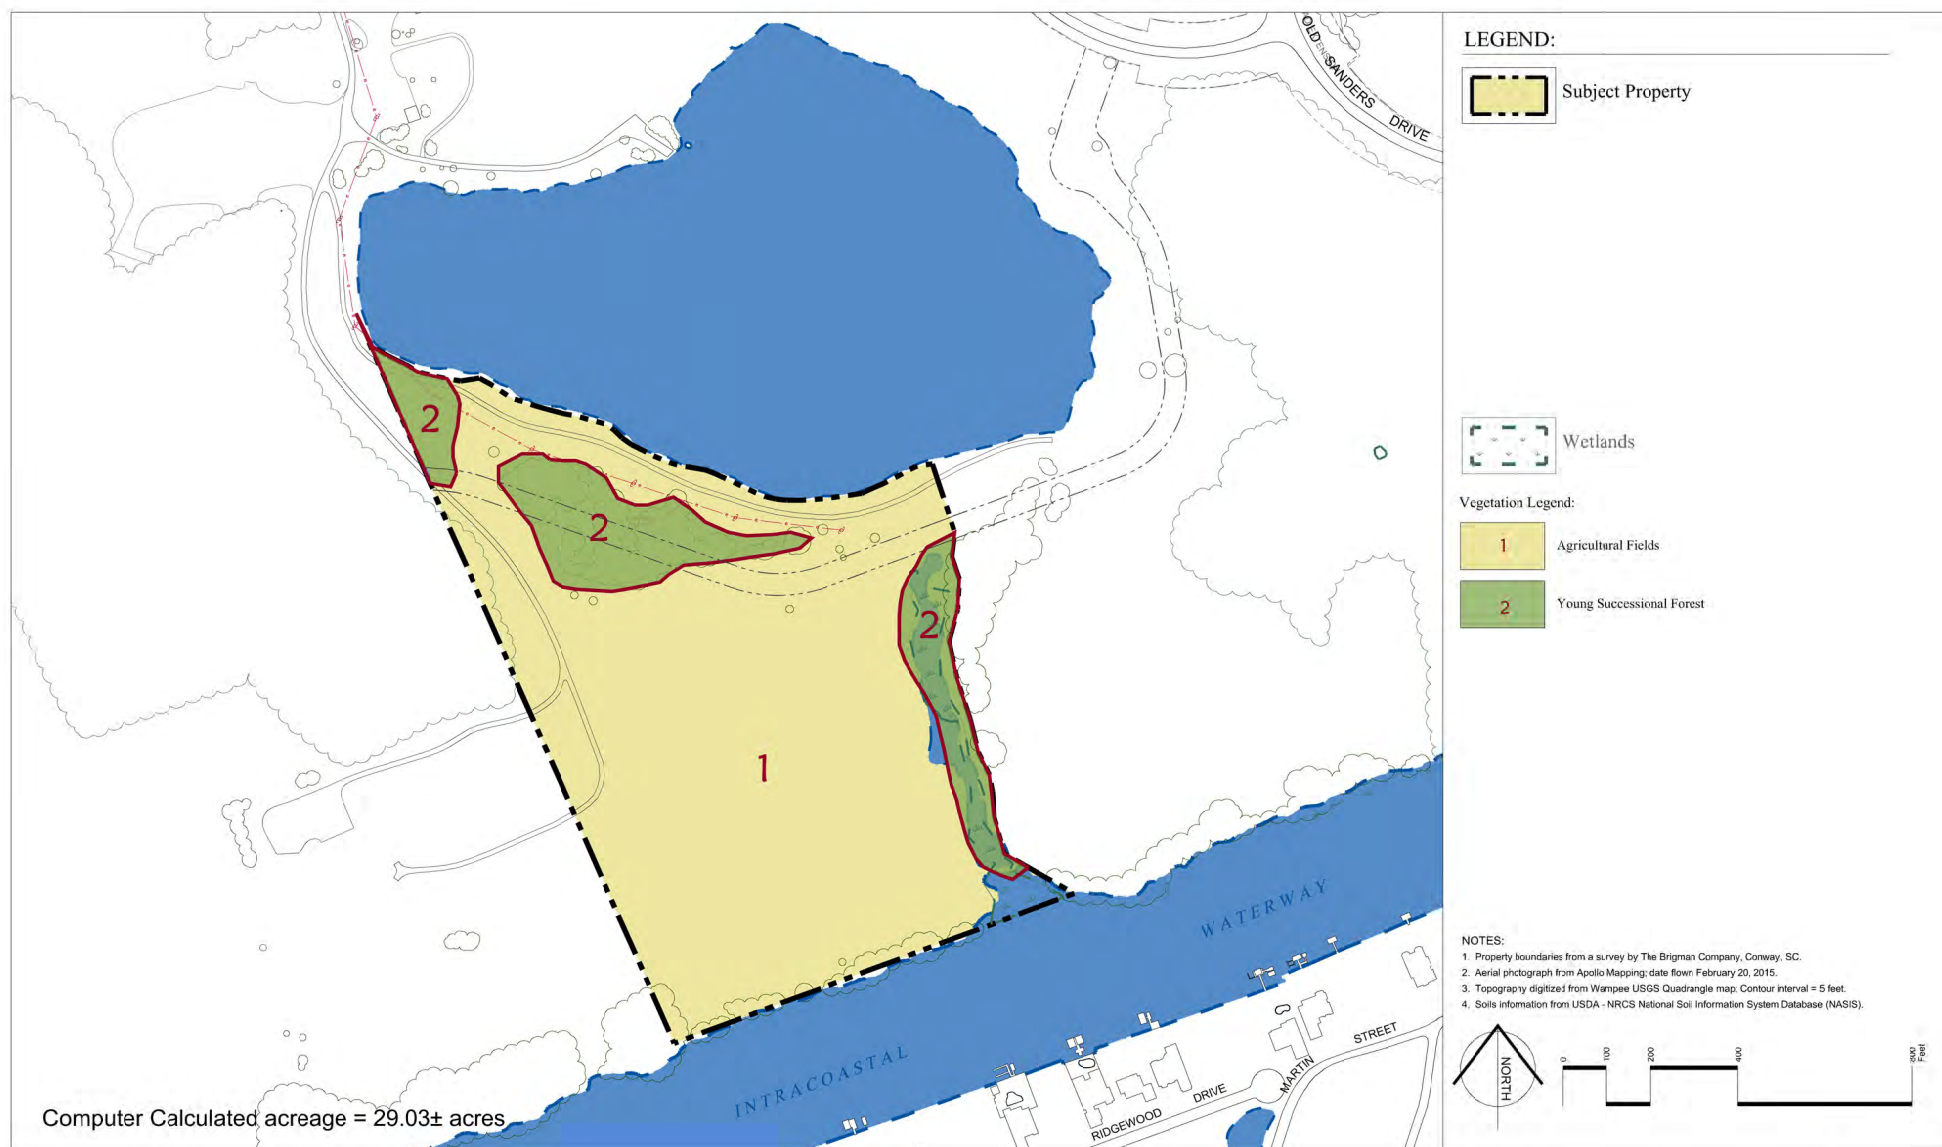 OLD SANDERS DRIVE
LEGEND:
Subject Property
Wetlands
Vegetation Legend:
1 Agricultural Fields
2 Young Successional Forest
2
2
2
1
WATERWAY
INTRACOASTAL
RIDGEWOOD DRIVE
MARTIN STREET
Computer Calculated acreage = 29.03± acres
NOTES:
1. Property boundaries from a survey by The Brigman Company, Conway, SC.
2. Aerial photograph from Apollo Mapping; date flown February 20, 2015.
3. Topography digitized from Wampee USGS Quadrangle map. Contour interval = 5 feet.
4. Soils infomation from USDA - NRCS National Soil Information System Database (NASIS).
NORTH
0 100 200 400 800
Feet